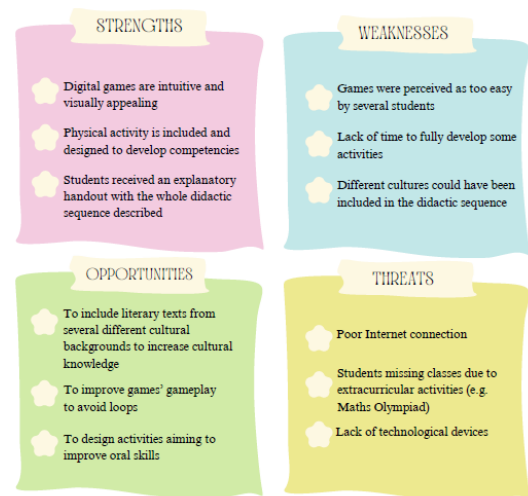 STRENGTHS
Digital games are intuitive and
visually appealing
Physical activity is included and
designed to develop competencies
Students received an explanatory
handout with the whole didactic
sequence described
WEAKNESSES
Games were perceived as too easy
by several students
Lack of time to fully develop some
activities
Different cultures could have been
included in the didactic sequence
OPPORTUNITIES
To include literary texts from
several different cultural
backgrounds to increase cultural
knowledge
To improve games' gameplay
to avoid loops
To design activities aiming to
improve oral skills
THREATS
Poor Internet connection
Students missing classes due to
extracurricular activities (e.g.
Maths Olympiad)
Lack of technological devices